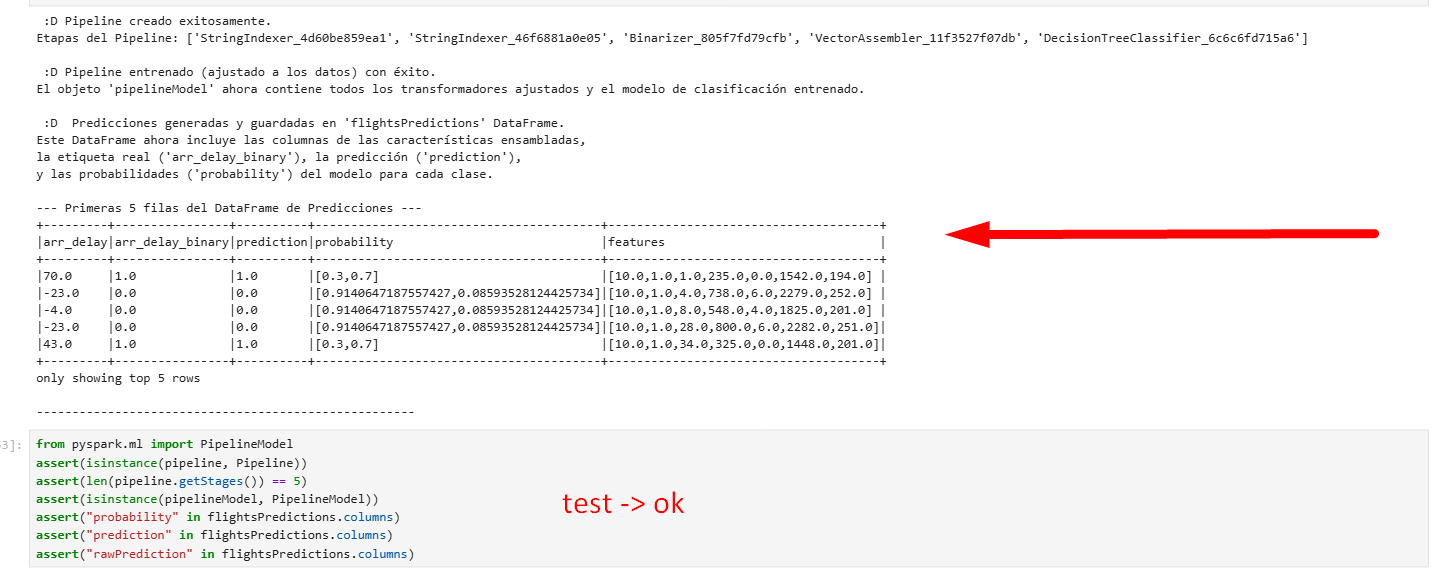 :D Pipeline creado exitosamente.
Etapas del Pipeline: ['StringIndexer_4d60be859ea1', 'StringIndexer_46f6881a0e05', 'Binarizer_805f7fd79cfb', 'VectorAssembler_11f3527f07db', 'DecisionTreeClassifier_6c6c6fd715a6']
:D Pipeline entrenado (ajustado a los datos) con éxito.
El objeto 'pipelineModel' ahora contiene todos los transformadores ajustados y el modelo de clasificación entrenado.
:D  Predicciones generadas y guardadas en 'flightsPredictions' DataFrame.
Este DataFrame ahora incluye las columnas de las características ensambladas,
la etiqueta real ('arr_delay_binary'), la predicción ('prediction'),
y las probabilidades ('probability') del modelo para cada clase.
--- Primeras 5 filas del DataFrame de Predicciones ---
+---------+----------------+----------+----------------------------------------+--------------------------------------+
|arr_delay|arr_delay_binary|prediction|probability                             |features                              |
+---------+----------------+----------+----------------------------------------+--------------------------------------+
|70.0     |1.0             |1.0       |[0.3,0.7]                               |[10.0,1.0,1.0,235.0,0.0,1542.0,194.0] |
|-23.0    |0.0             |0.0       |[0.9140647187557427,0.08593528124425734]|[10.0,1.0,4.0,738.0,6.0,2279.0,252.0] |
|-4.0     |0.0             |0.0       |[0.9140647187557427,0.08593528124425734]|[10.0,1.0,8.0,548.0,4.0,1825.0,201.0] |
|-23.0    |0.0             |0.0       |[0.9140647187557427,0.08593528124425734]|[10.0,1.0,28.0,800.0,6.0,2282.0,251.0]|
|43.0     |1.0             |1.0       |[0.3,0.7]                               |[10.0,1.0,34.0,325.0,0.0,1448.0,201.0]|
+---------+----------------+----------+----------------------------------------+--------------------------------------+
only showing top 5 rows
-----------------------------------------------------
3]:
from pyspark.ml import PipelineModel
assert(isinstance(pipeline, Pipeline))
assert(len(pipeline.getStages()) == 5)
assert(isinstance(pipelineModel, PipelineModel))
assert("probability" in flightsPredictions.columns)
assert("prediction" in flightsPredictions.columns)
assert("rawPrediction" in flightsPredictions.columns)
test -> ok